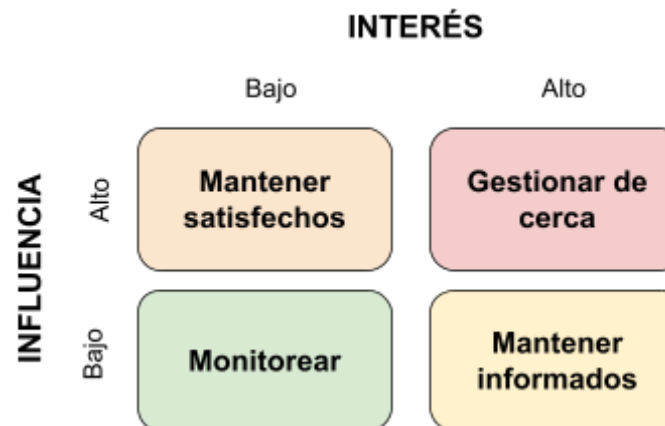 INTERÉS
Bajo
Alto
INFLUENCIA
Alto
Mantener
satisfechos
Gestionar de
cerca
Bajo
Monitorear
Mantener
informados